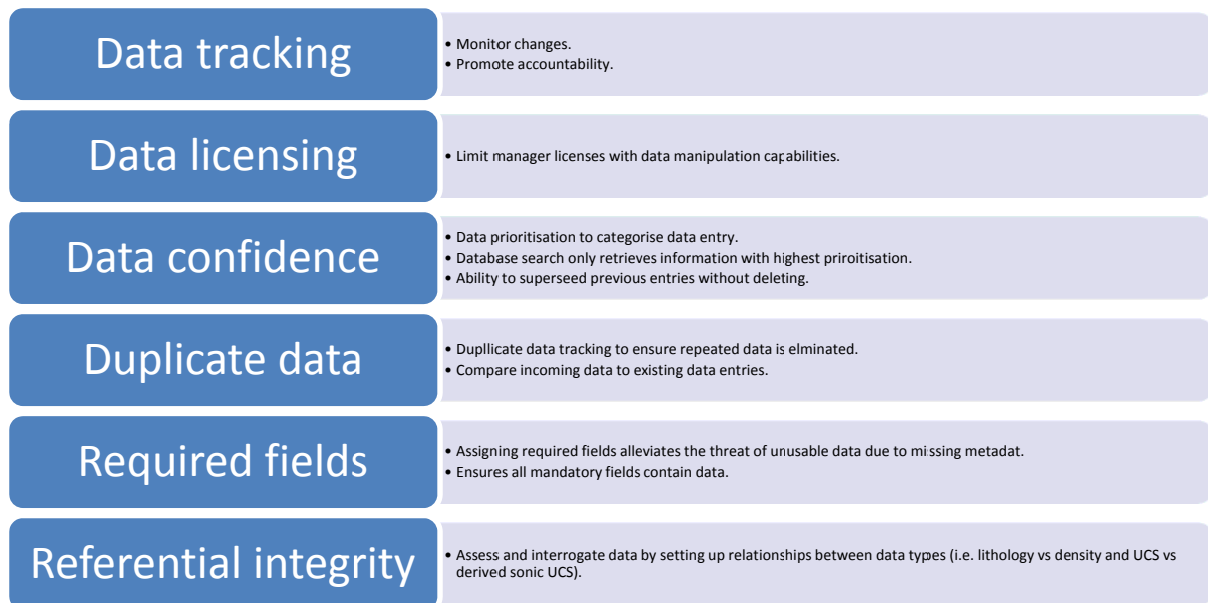 Data tracking
• Monitor changes.
• Promote accountability.
Data licensing
• Limit manager licenses with data manipulation capabilities.
Data confidence
• Data prioritisation to categorise data entry.
• Database search only retrieves information with highest priroitisation.
• Ability to superseed previous entries without deleting.
Duplicate data
• Dupllicate data tracking to ensure repeated data is elminated.
• Compare incoming data to existing data entries.
Required fields
• Assigning required fields alleviates the threat of unusable data due to missing metadat.
• Ensures all mandatory fields contain data.
Referential integrity
• Assess and interrogate data by setting up relationships between data types (i.e. lithology vs density and UCS vs
derived sonic UCS).